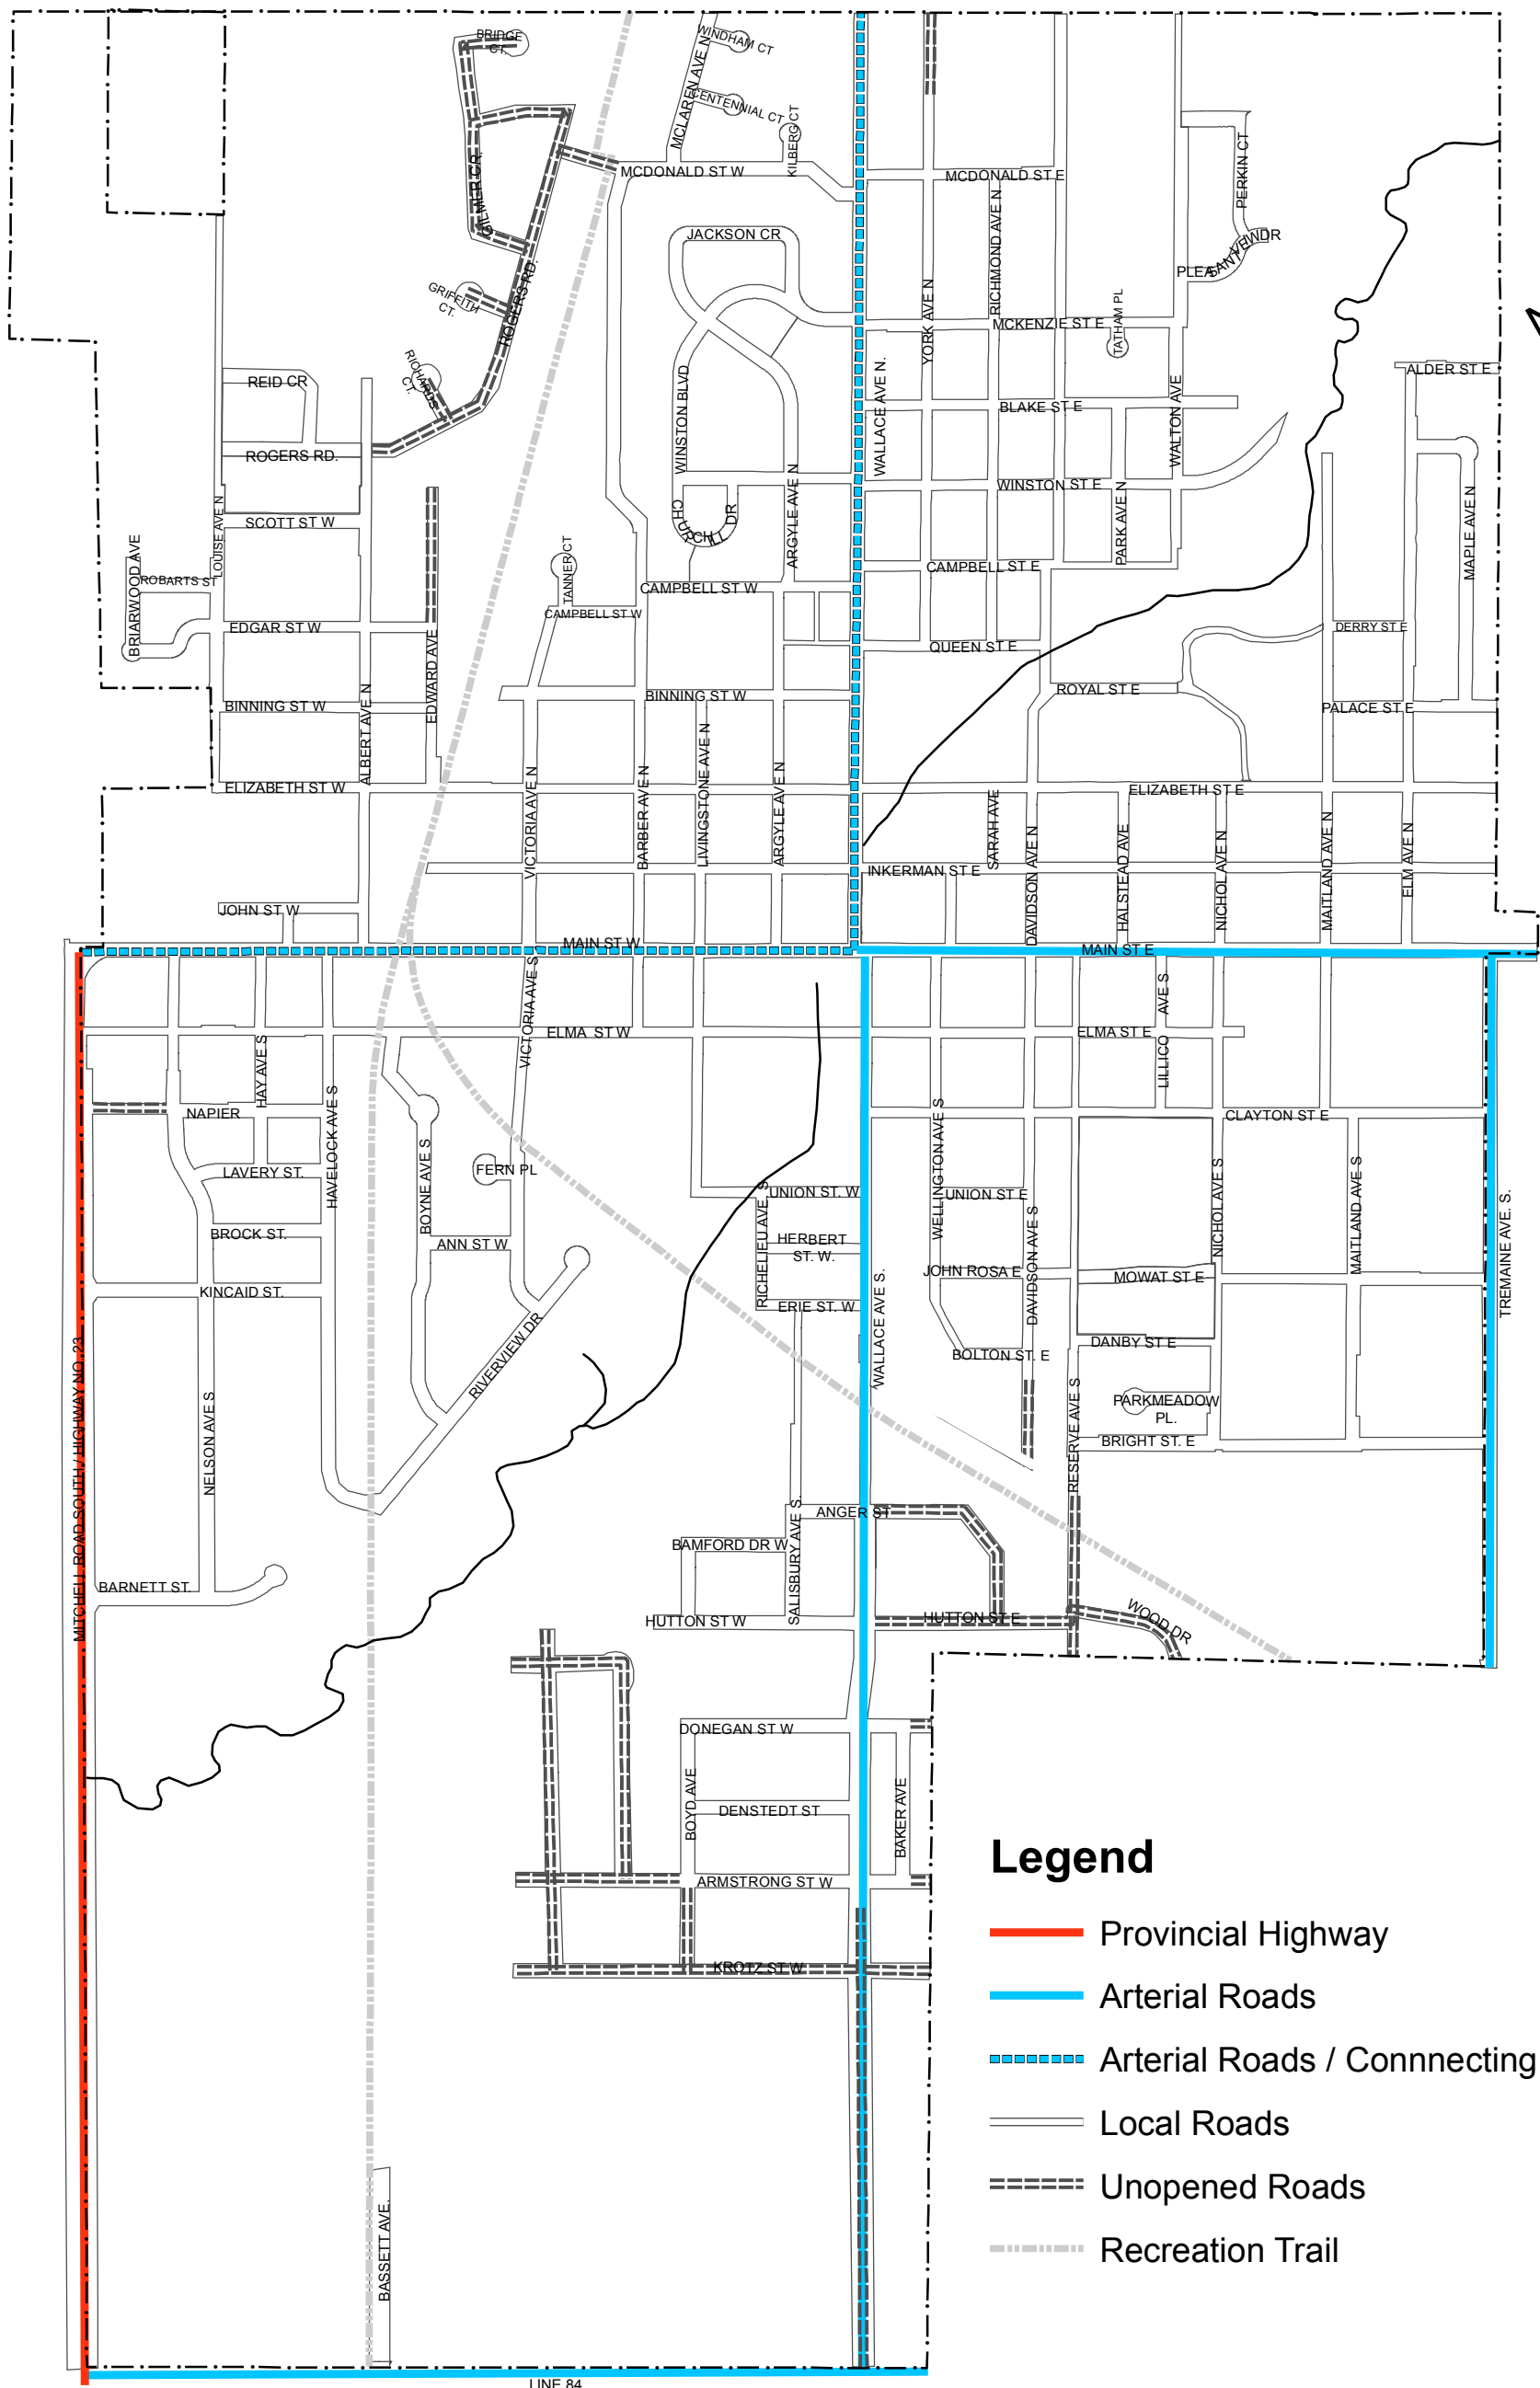 BRIDGE
CT.
WINDHAM CT
MCLAREN AVE N
CENTENNIAL CT
KILBERG CT
MCDONALD ST W
MCDONALD ST E
PERKIN CT
GILMER CR.
JACKSON CR
RICHMOND AVE N
PLEASANTVIEW DR
GRIFFITH
CT.
ROGERS RD.
YORK AVE N
MCKENZIE ST E
TATHAM PL
RICHARDS
CT.
REID CR
WINSTON BLVD
WALLACE AVE N.
BLAKE ST E
WALTON AVE
ALDER ST E
ROGERS RD.
WINSTON ST E
PARK AVE N
MAPLE AVE N
SCOTT ST W
LOUISE AVE N
CHURCHILL DR
ARGYLE AVE N
BRIARWOOD AVE
ROBARTS ST
TANNER CT
CAMPBELL ST W
CAMPBELL ST E
CAMPBELL ST W
EDGAR ST W
EDWARD AVE
QUEEN ST E
DERRY ST E
BINNING ST W
ALBERT AVE N
BINNING ST W
ROYAL ST E
PALACE ST E
ELIZABETH ST W
VICTORIA AVE N
BARBER AVE N
LIVINGSTONE AVE N
ARGYLE AVE N
ELIZABETH ST E
SARAH AVE
DAVIDSON AVE N
HALSTEAD AVE
NICHOL AVE N
MAITLAND AVE N
ELM AVE N
INKERMAN ST E
JOHN ST W
MAIN ST W
MAIN ST E
VICTORIA AVE S
ELMA ST W
ELMA ST E
LILLICO AVE S
HAY AVE S
NAPIER
HAVELOCK AVE S
CLAYTON ST E
LAVERY ST.
BOYNE AVE S
FERN PL
RICHELIEU AVE. S
UNION ST. W
WELLINGTON AVE S
UNION ST E
DAVIDSON AVE S
NICHOL AVE S
MAITLAND AVE S
TREMAINE AVE. S.
BROCK ST.
ANN ST W
HERBERT
ST. W.
JOHN ROSA E
MOWAT ST E
KINCAID ST.
ERIE ST. W
WALLACE AVE S.
RIVERVIEW DR
BOLTON ST. E
DANBY ST E
MITCHELL ROAD SOUTH / HIGHWAY NO. 23
NELSON AVE S
RESERVE AVE S
PARKMEADOW
PL.
BRIGHT ST. E
ANGER ST
BAMFORD DR W
SALISBURY AVE S.
BARNETT ST.
HUTTON ST W
HUTTON ST E
WOOD DR
DONEGAN ST W
BOYD AVE
BAKER AVE
DENSTEDT ST
ARMSTRONG ST W
KROTZ ST W
BASSETT AVE.
LINE 84
Legend
Provincial Highway
Arterial Roads
Arterial Roads / Connnecting
Local Roads
Unopened Roads
Recreation Trail